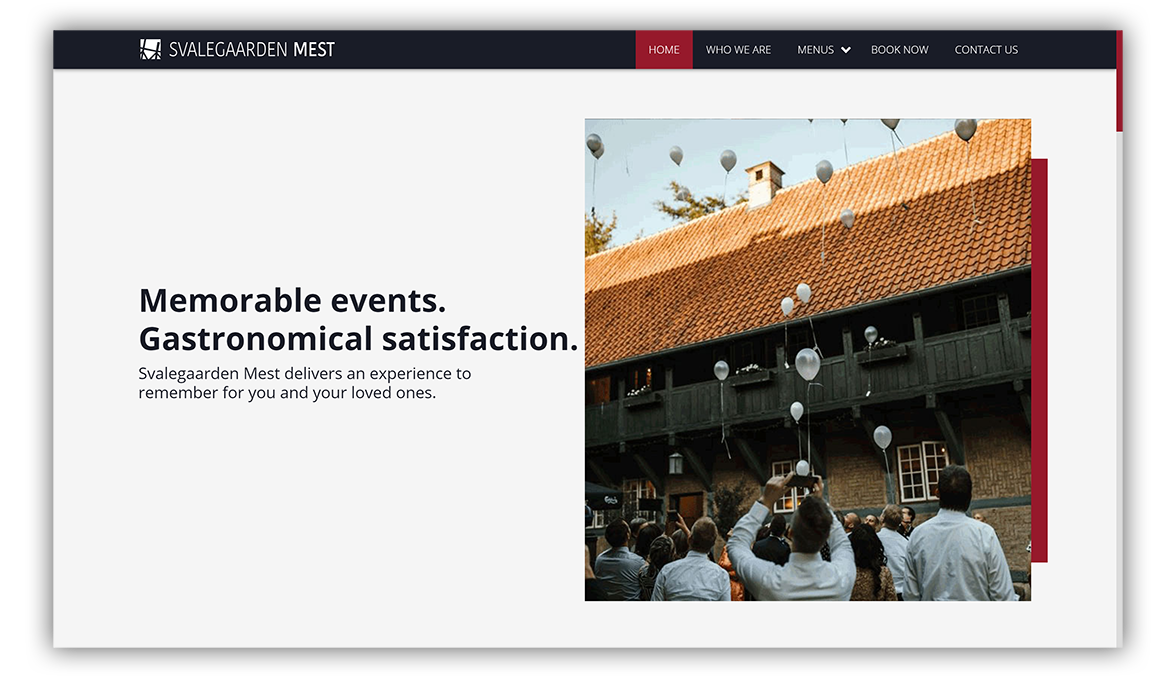 SVALEGAARDEN MEST
HOME WHO WE ARE MENUS BOOK NOW CONTACT US
Memorable events.
Gastronomical satisfaction.
Svalegaarden Mest delivers an experience to
remember for you and your loved ones.
Carlsberg